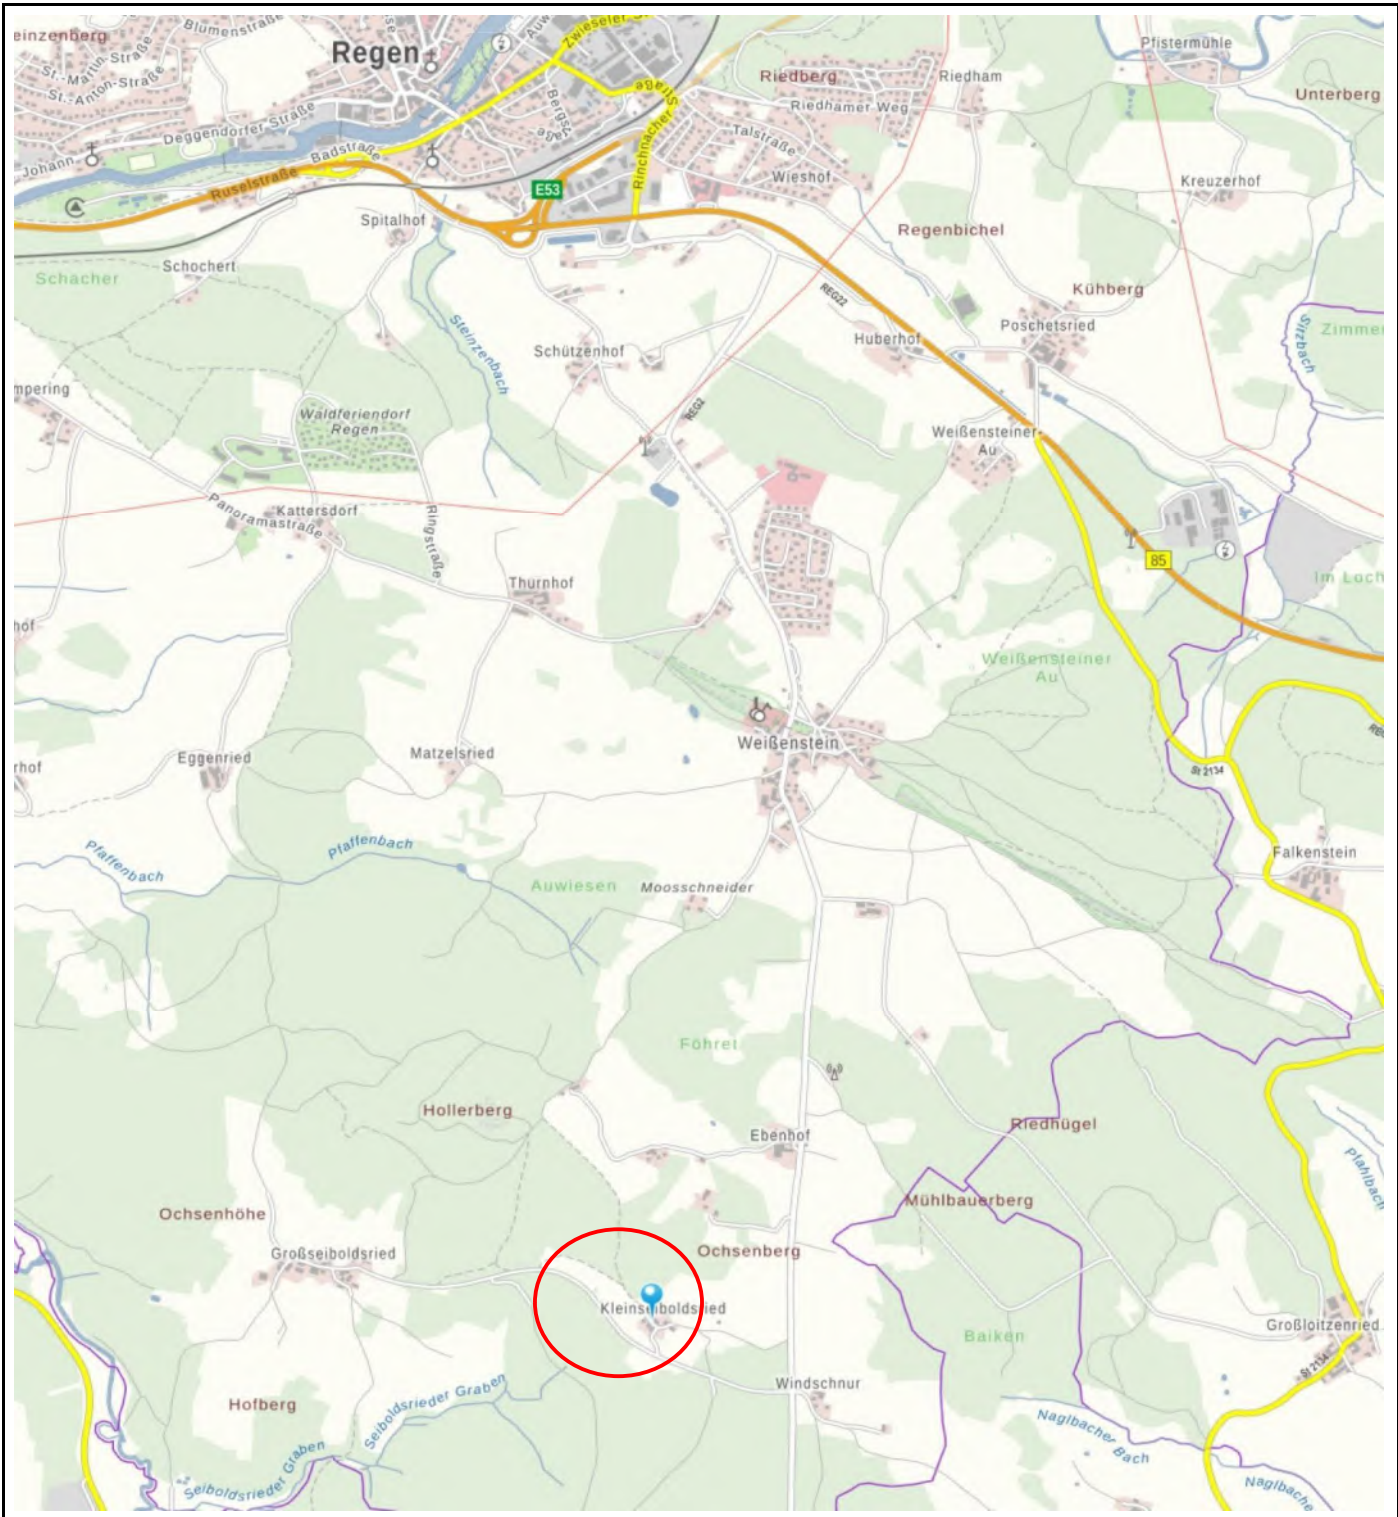 einzenberg
Blumenstraße
St.-Martin-Straße
St.-Anton-Straße
Regen
Zwieseler
Riedberg
Riedham
Pfistermühle
Unterberg
Riedhamer Weg
Deggendorfer Straße
Johann
Badstraße
Rinchnacher
Straße
Talstraße
Wieshof
Kreuzerhof
Ruselstraße
E53
Spitalhof
Regenbichel
Schochert
Schacher
Kühberg
REG22
Steinzenbach
Sitzbach
Poschetsried
Zimmer
Huberhof
Schützenhof
mpering
REG2
Waldferiendorf
Regen
Weißensteiner
Au
Kattersdorf
Panoramastraße
Ringstraße
85
Im Loch
Thurnhof
hof
Weißensteiner
Au
Weißenstein
Matzelsried
Eggenried
rhof
St 2134
Pfaffenbach
Pfaffenbach
Falkenstein
Auwiesen
Moosschneider
Föhret
Hollerberg
Riedhügel
Ebenhof
Pfahlbach
Mühlbauerberg
Ochsenhöhe
Großseiboldsried
Ochsenberg
Kleinseiboldsried
Großloitzenried
Baiken
St 2134
Windschnur
Hofberg
Seiboldsrieder Graben
Naglbacher Bach
Seiboldsrieder Graben
Naglbache